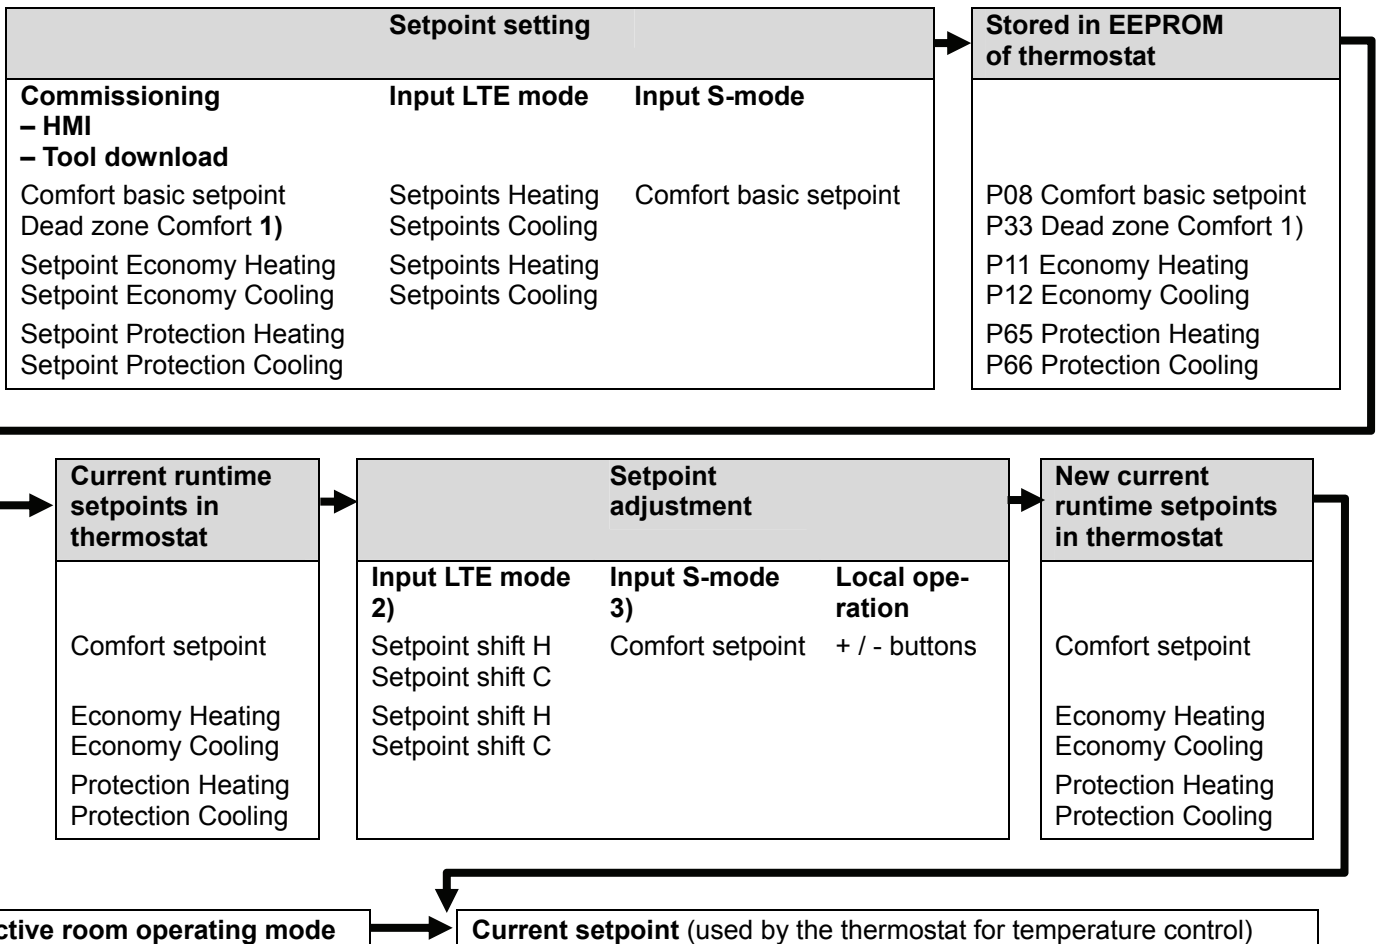 Setpoint setting
Stored in EEPROM
of thermostat
Commissioning
– HMI
– Tool download
Input LTE mode
Input S-mode
Comfort basic setpoint
Dead zone Comfort 1)
Setpoints Heating
Setpoints Cooling
Comfort basic setpoint
P08 Comfort basic setpoint
P33 Dead zone Comfort 1)
Setpoint Economy Heating
Setpoint Economy Cooling
Setpoints Heating
Setpoints Cooling
P11 Economy Heating
P12 Economy Cooling
Setpoint Protection Heating
Setpoint Protection Cooling
P65 Protection Heating
P66 Protection Cooling
Current runtime
setpoints in
thermostat
Setpoint
adjustment
New current
runtime setpoints
in thermostat
Input LTE mode
2)
Input S-mode
3)
Local ope-
ration
Comfort setpoint
Setpoint shift H
Setpoint shift C
Comfort setpoint
+ / - buttons
Comfort setpoint
Economy Heating
Economy Cooling
Setpoint shift H
Setpoint shift C
Economy Heating
Economy Cooling
Protection Heating
Protection Cooling
Protection Heating
Protection Cooling
ctive room operating mode
Current setpoint (used by the thermostat for temperature control)